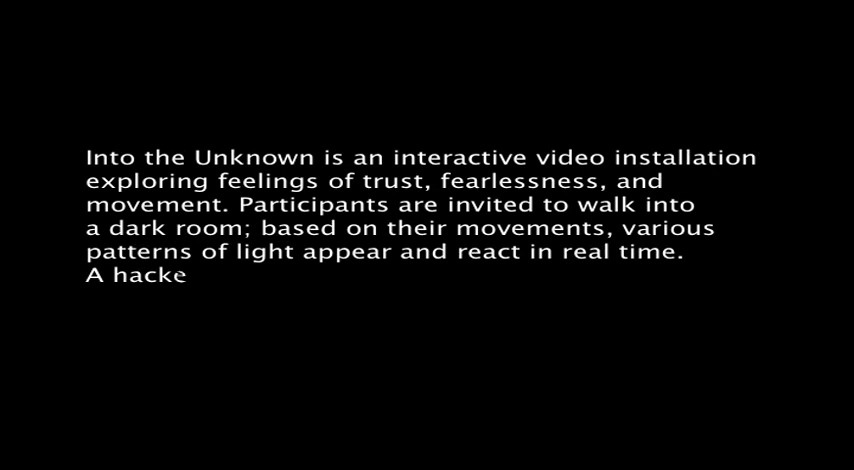 Into the Unknown is an interactive video installation
exploring feelings of trust, fearlessness, and
movement. Participants are invited to walk into
a dark room; based on their movements, various
patterns of light appear and react in real time.
A hacke